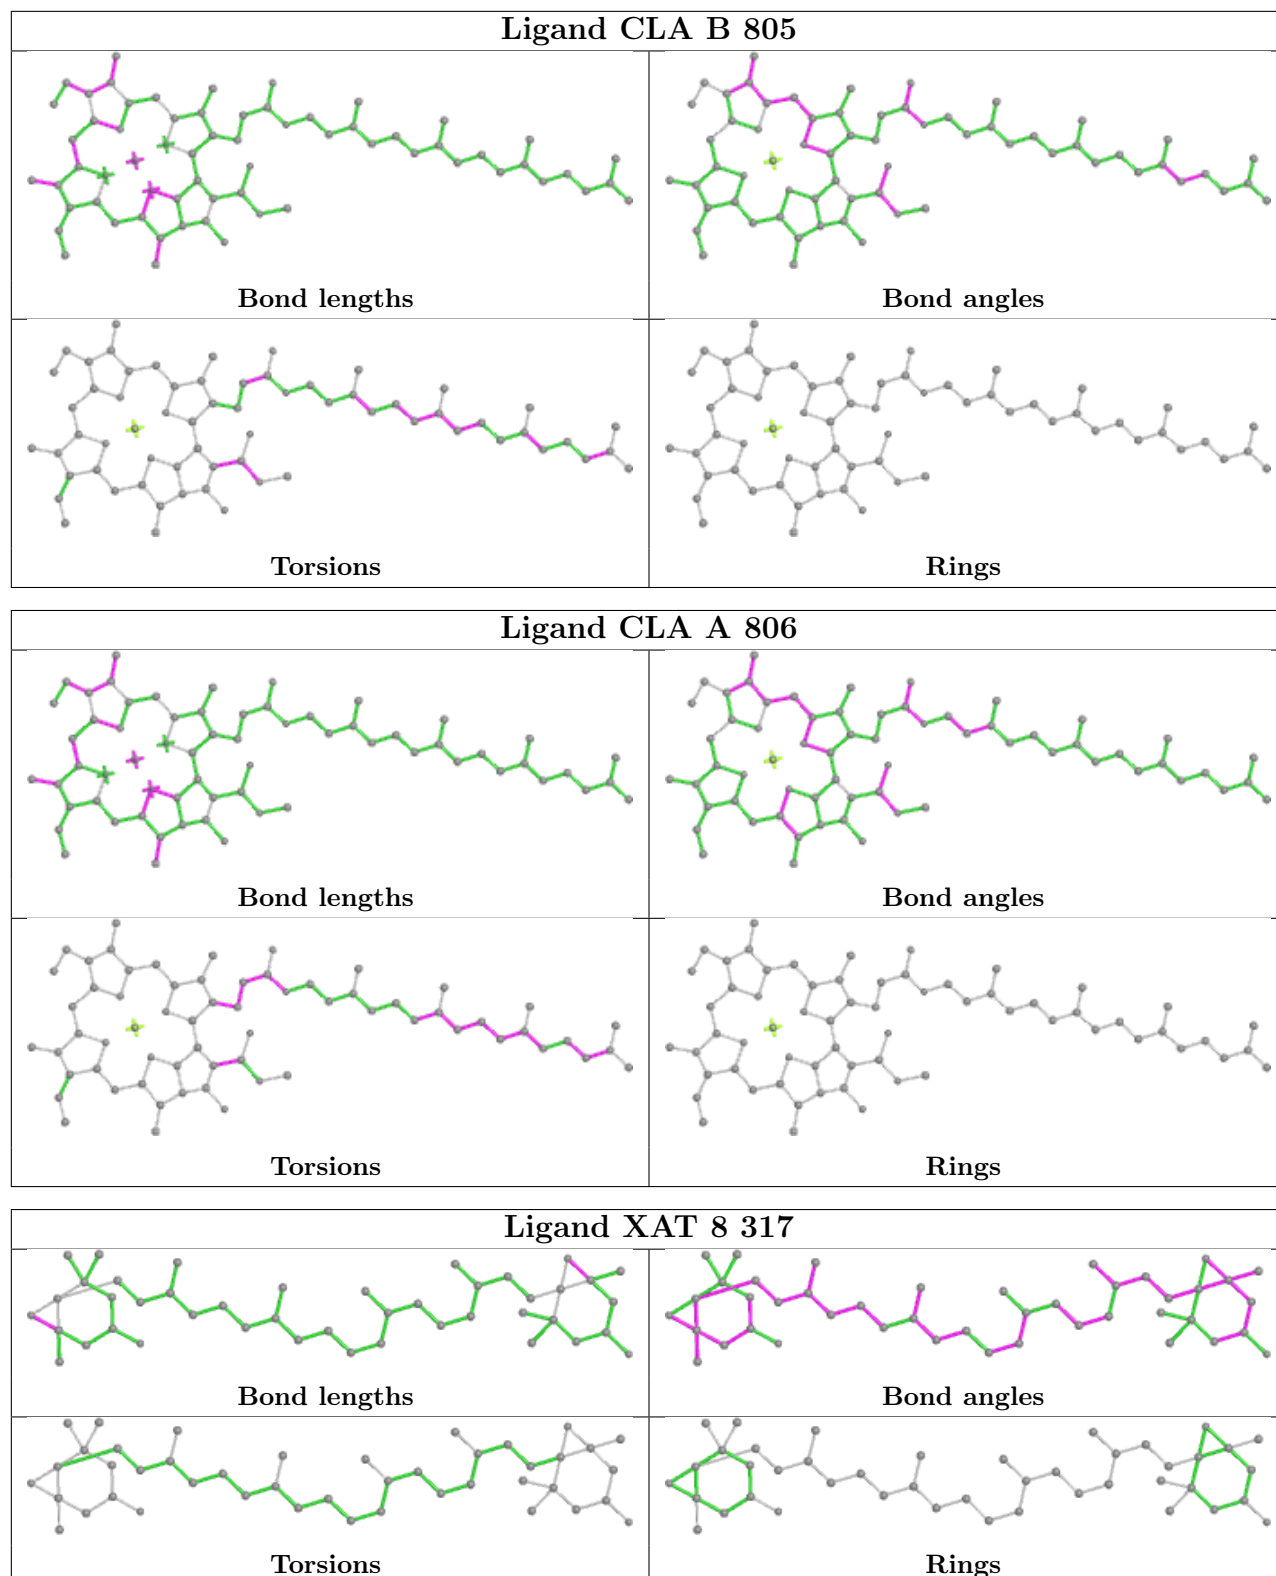 Ligand CLA B 805
Bond lengths
Bond angles
Torsions
Rings
Ligand CLA A 806
Bond lengths
Bond angles
Torsions
Rings
Ligand XAT 8 317
Bond lengths
Bond angles
Torsions
Rings